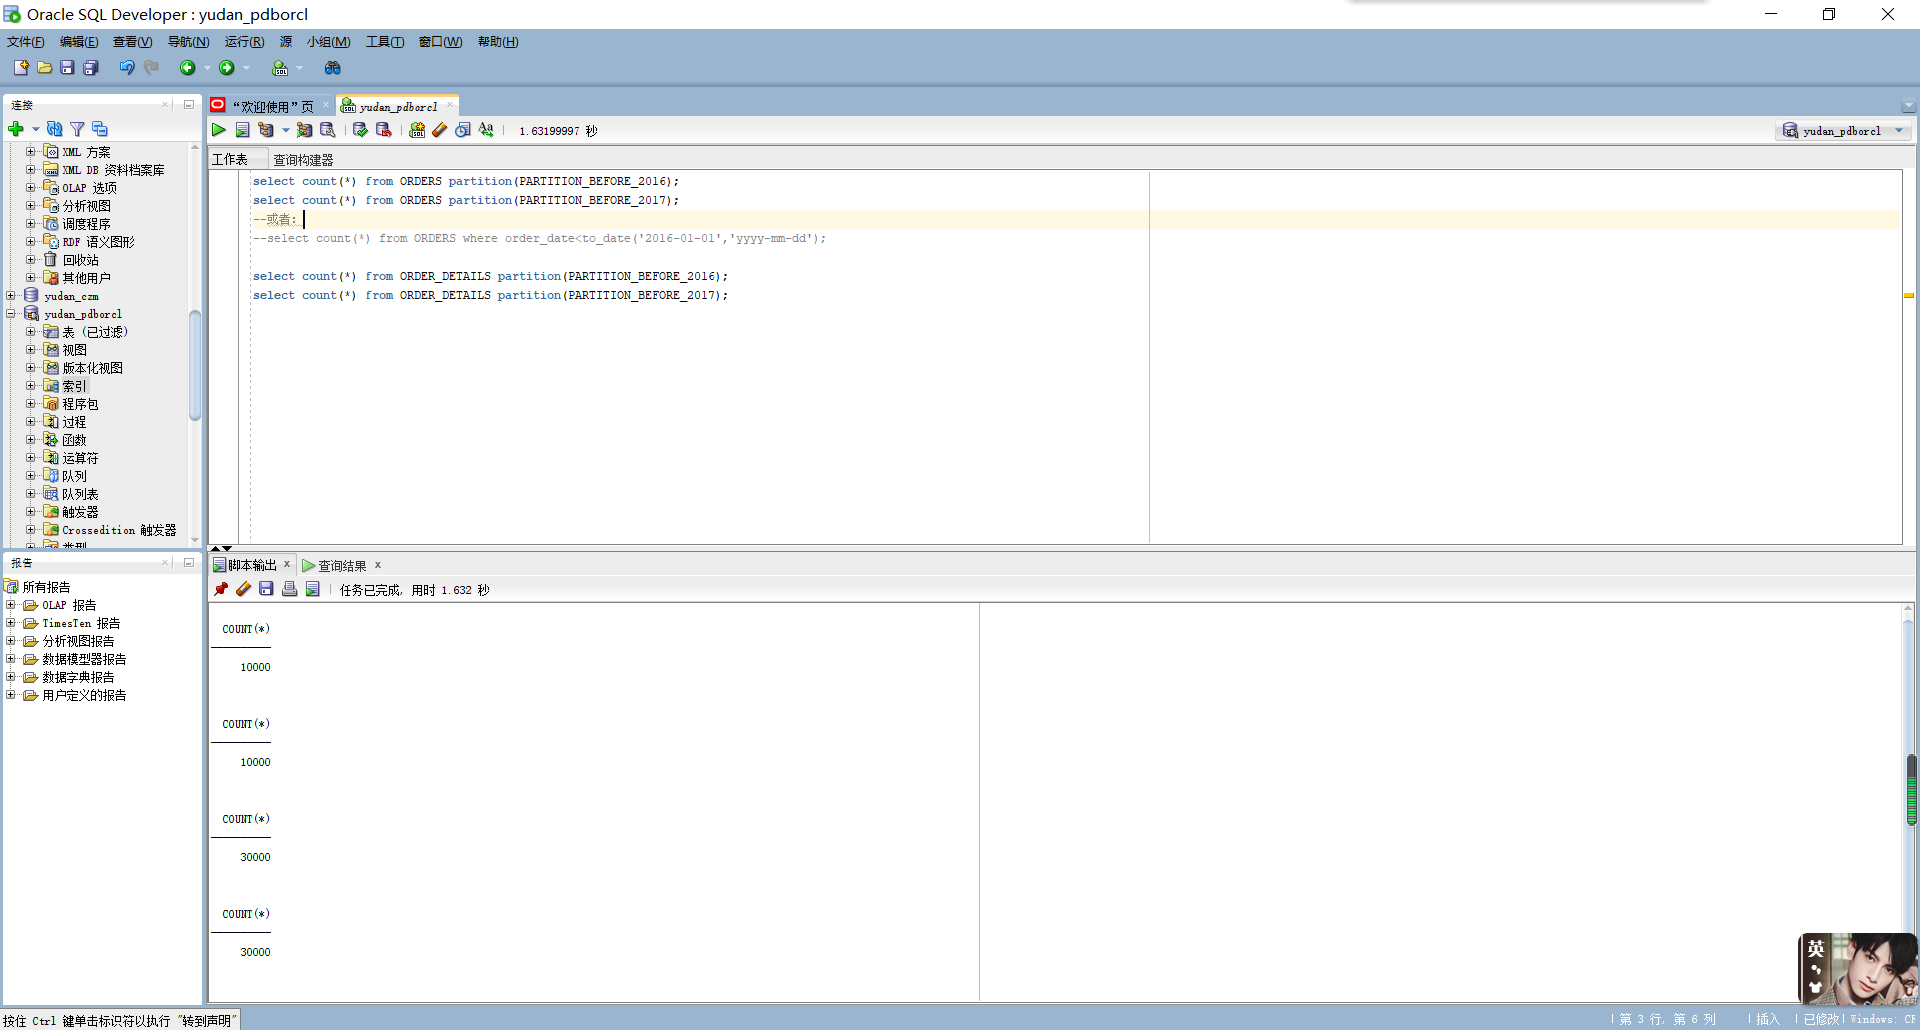 Oracle SQL Developer : yudan_pdborcl
文件(F) 编辑(E) 查看(V) 导航(N) 运行(R) 源 小组(M) 工具(T) 窗口(W) 帮助(H)
连接
XML 方案
XML DB 资料档案库
OLAP 选项
分析视图
调度程序
RDF 语义图形
回收站
其他用户
yudan_czm
yudan_pdborcl
表 (已过滤)
视图
版本化视图
索引
程序包
过程
函数
运算符
队列
队列表
触发器
Crossedition 触发器
类型
报告
所有报告
OLAP 报告
TimesTen 报告
分析视图报告
数据模型器报告
数据字典报告
用户定义的报告
“欢迎使用”页 yudan_pdborcl
1.63199997 秒
yudan_pdborcl
工作表 查询构建器
select count(*) from ORDERS partition(PARTITION_BEFORE_2016);
select count(*) from ORDERS partition(PARTITION_BEFORE_2017);
--或者:
--select count(*) from ORDERS where order_date<to_date('2016-01-01','yyyy-mm-dd');
select count(*) from ORDER_DETAILS partition(PARTITION_BEFORE_2016);
select count(*) from ORDER_DETAILS partition(PARTITION_BEFORE_2017);
脚本输出 x 查询结果 x
任务已完成, 用时 1.632 秒
COUNT(*)
10000
COUNT(*)
10000
COUNT(*)
30000
COUNT(*)
30000
英
按住 Ctrl 键单击标识符以执行 "转到声明"
第 3 行, 第 6 列 插入 已修改 Windows: CF